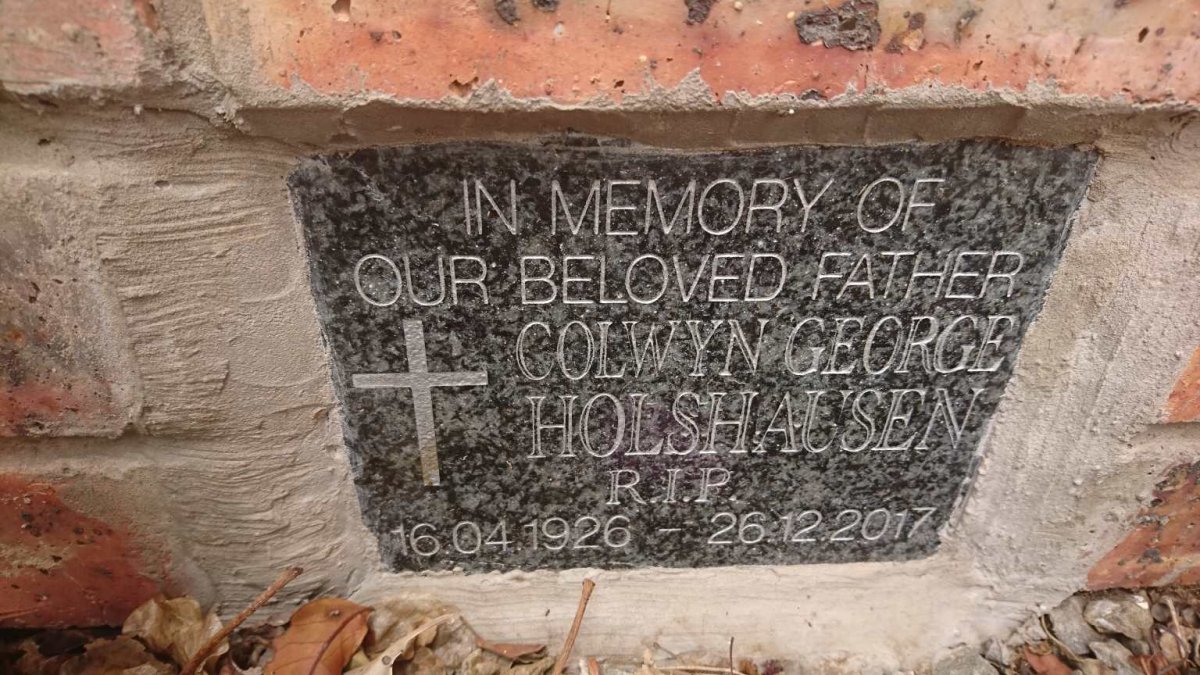 IN MEMORY OF
OUR BELOVED FATHER
COLWYN GEORGE
HOLSHAUSEN
R.I.P.
16.04.1926 - 26.12.2017